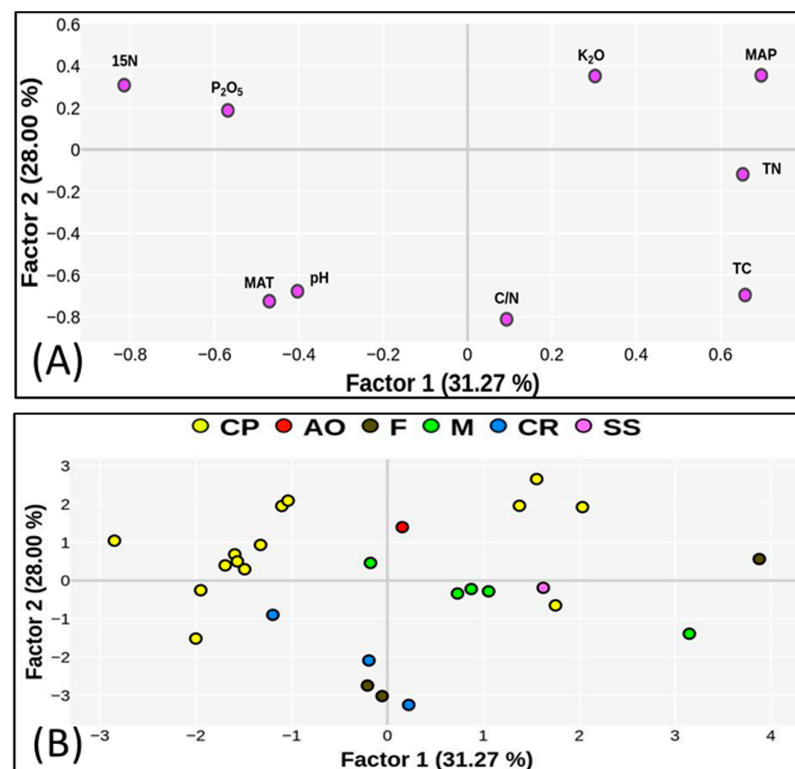 0.6
0.4
0.2
0
−0.2
−0.4
−0.6
−0.8
15N
P₂O₅
K₂O
MAP
TN
TC
C/N
MAT
pH
−0.8
−0.6
−0.4
−0.2
0
0.2
0.4
0.6
Factor 2 (28.00 %)
Factor 1 (31.27 %)
(A)
CP AO F M CR SS
3
2
1
0
−1
−2
−3
−3
−2
−1
0
1
2
3
4
Factor 2 (28.00 %)
Factor 1 (31.27 %)
(B)